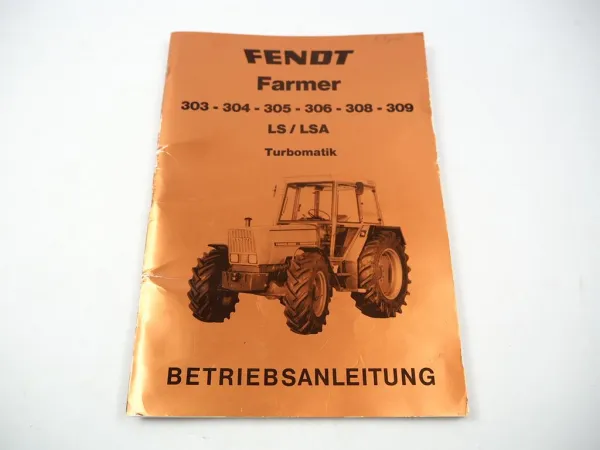 FENDT
Farmer
303 - 304 - 305 - 306 - 308 - 309
LS / LSA
Turbomatik
BETRIEBSANLEITUNG